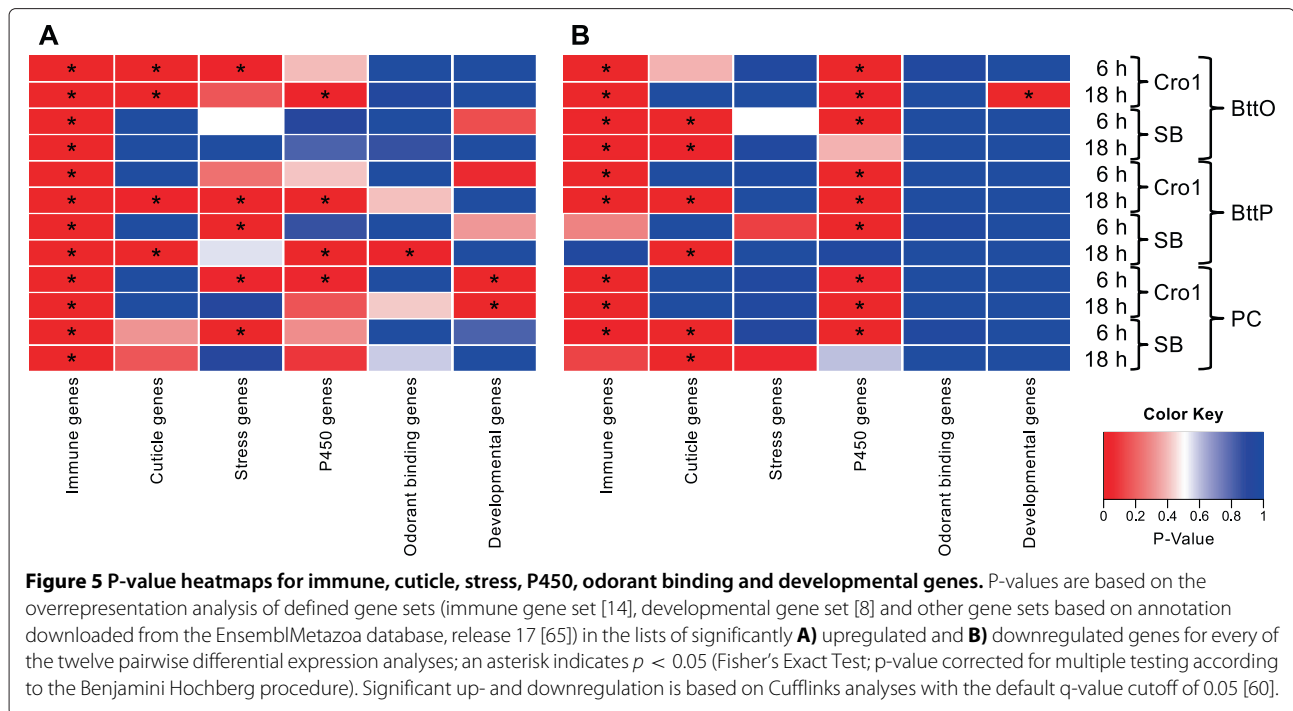 A
B
* * * * * 6 h
* * * * * 18 h
Cro1
* * * * 6 h
* * * 18 h
SB
BttO
* * * 6 h
* * * * * * * 18 h
Cro1
* * * 6 h
* * * * * 18 h
SB
BttP
* * * * * * 6 h
* * * * 18 h
Cro1
* * * * * 6 h
* * 18 h
SB
PC
Immune genes
Cuticle genes
Stress genes
P450 genes
Odorant binding genes
Developmental genes
Immune genes
Cuticle genes
Stress genes
P450 genes
Odorant binding genes
Developmental genes
Color Key
0 0.2 0.4 0.6 0.8 1
P-Value
Figure 5 P-value heatmaps for immune, cuticle, stress, P450, odorant binding and developmental genes. P-values are based on the
overrepresentation analysis of defined gene sets (immune gene set [14], developmental gene set [8] and other gene sets based on annotation
downloaded from the EnsemblMetazoa database, release 17 [65]) in the lists of significantly A) upregulated and B) downregulated genes for every of
the twelve pairwise differential expression analyses; an asterisk indicates p < 0.05 (Fisher's Exact Test; p-value corrected for multiple testing according
to the Benjamini Hochberg procedure). Significant up- and downregulation is based on Cufflinks analyses with the default q-value cutoff of 0.05 [60].